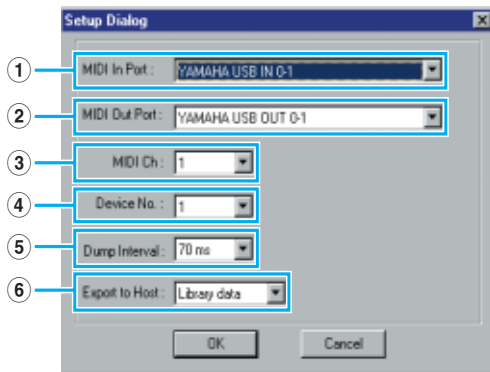 Setup Dialog
① MIDI In Port : YAMAHA USB IN 0-1
② MIDI Out Port : YAMAHA USB OUT 0-1
③ MIDI Ch : 1
④ Device No. : 1
⑤ Dump Interval : 70 ms
⑥ Export to Host : Library data
OK Cancel